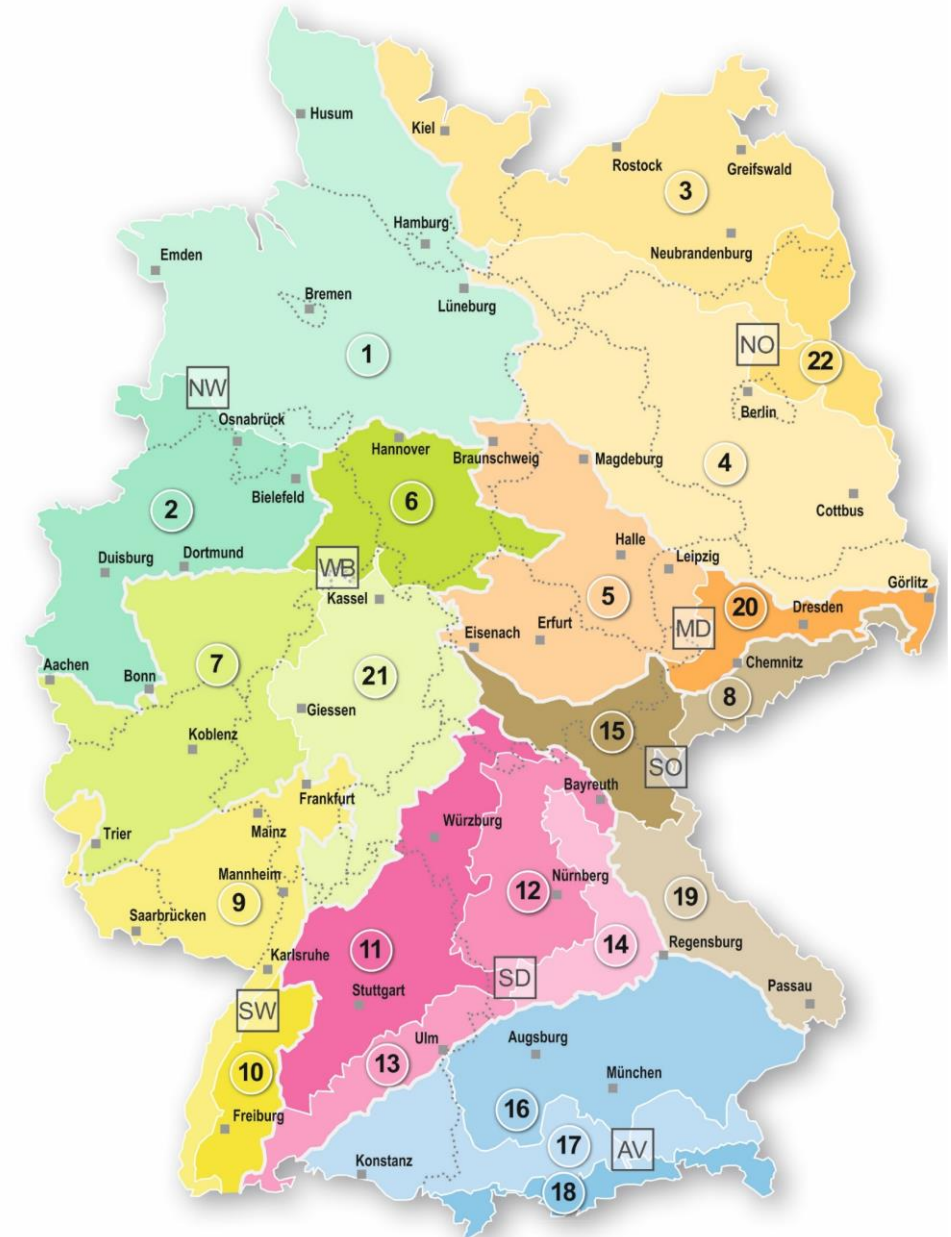 Husum
Kiel
Rostock
Greifswald
3
Hamburg
Neubrandenburg
Emden
Lüneburg
Bremen
1
NO
22
NW
Berlin
Osnabrück
Hannover
Braunschweig
Magdeburg
4
Bielefeld
6
2
Cottbus
Duisburg
Dortmund
Halle
Leipzig
WB
Kassel
5
Görlitz
20
Dresden
Eisenach
Erfurt
MD
Aachen
Bonn
7
21
Chemnitz
8
Giessen
Koblenz
15
SO
Bayreuth
Frankfurt
Mainz
Trier
Würzburg
Mannheim
Nürnberg
12
19
9
Saarbrücken
11
14
Regensburg
Karlsruhe
SD
Passau
Stuttgart
SW
Ulm
Augsburg
13
10
München
16
Freiburg
17
AV
Konstanz
18